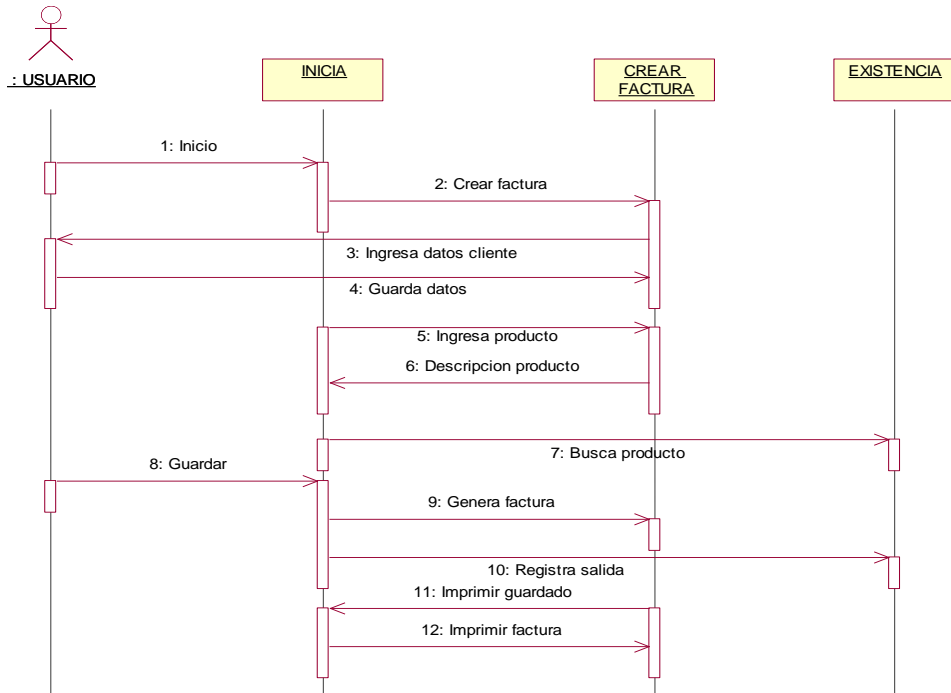 : USUARIO
INICIA
CREAR
FACTURA
EXISTENCIA
1: Inicio
2: Crear factura
3: Ingresa datos cliente
4: Guarda datos
5: Ingresa producto
6: Descripcion producto
7: Busca producto
8: Guardar
9: Genera factura
10: Registra salida
11: Imprimir guardado
12: Imprimir factura